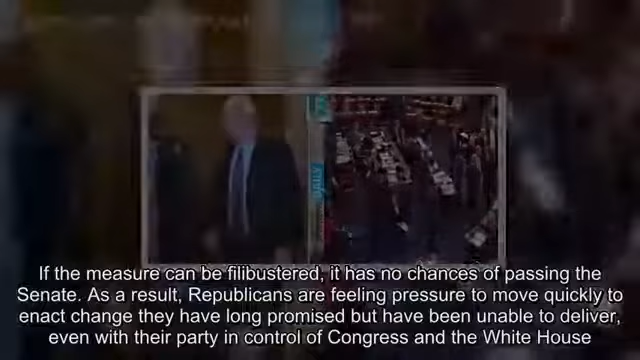 DAILY
If the measure can be filibustered, it has no chances of passing the
Senate. As a result, Republicans are feeling pressure to move quickly to
enact change they have long promised but have been unable to deliver,
even with their party in control of Congress and the White House